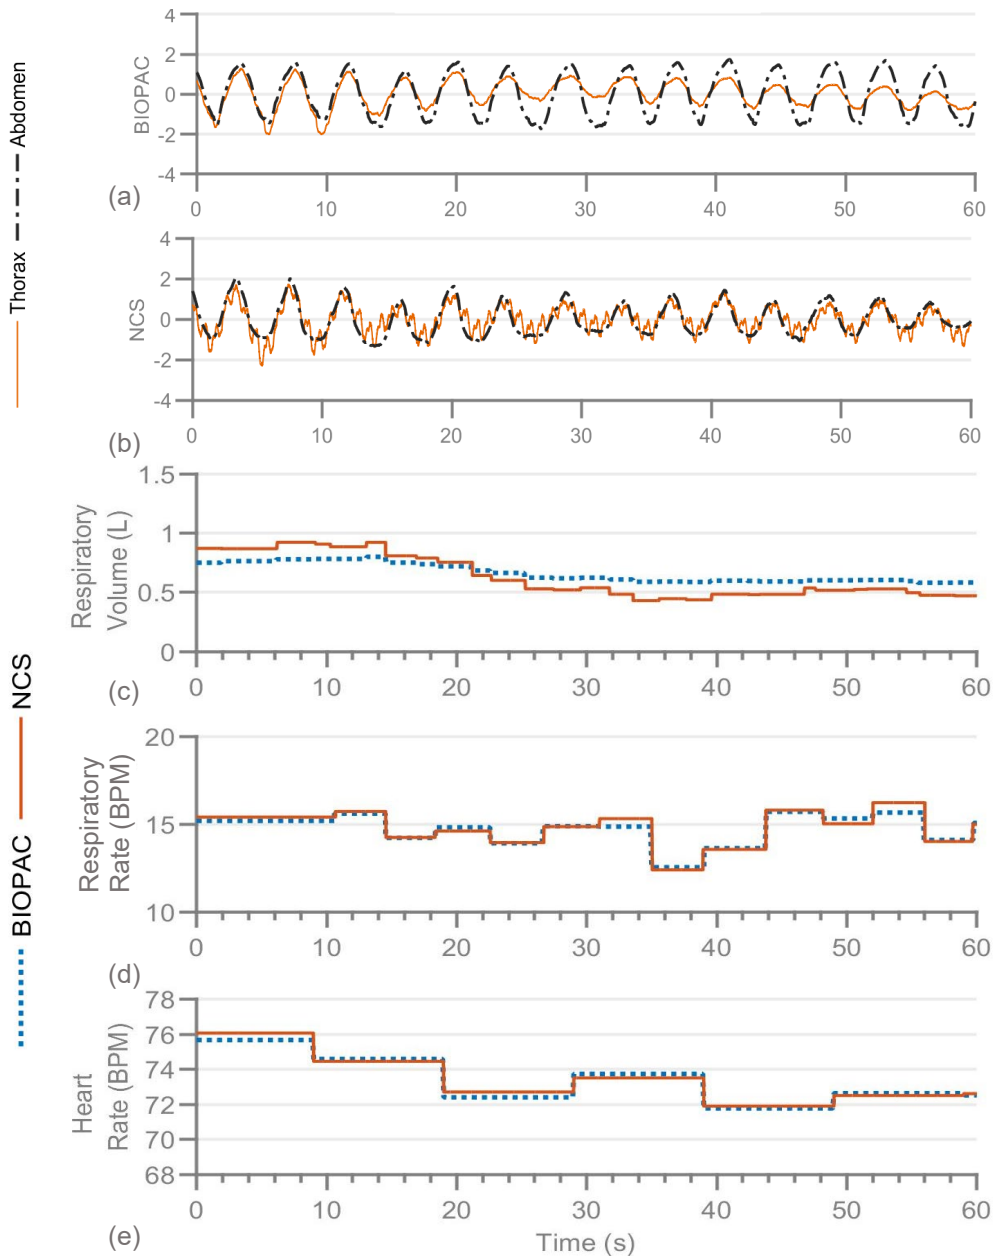 Thorax Abdomen
BIOPAC NCS
4
2
0
-2
-4
BIOPAC
(a)
0 10 20 30 40 50 60
4
2
0
-2
-4
NCS
(b)
0 10 20 30 40 50 60
1.5
1
0.5
0
Respiratory
Volume (L)
(c)
0 10 20 30 40 50 60
20
15
10
Respiratory
Rate (BPM)
(d)
0 10 20 30 40 50 60
78
76
74
72
70
68
Heart
Rate (BPM)
(e)
0 10 20 30 40 50 60
Time (s)